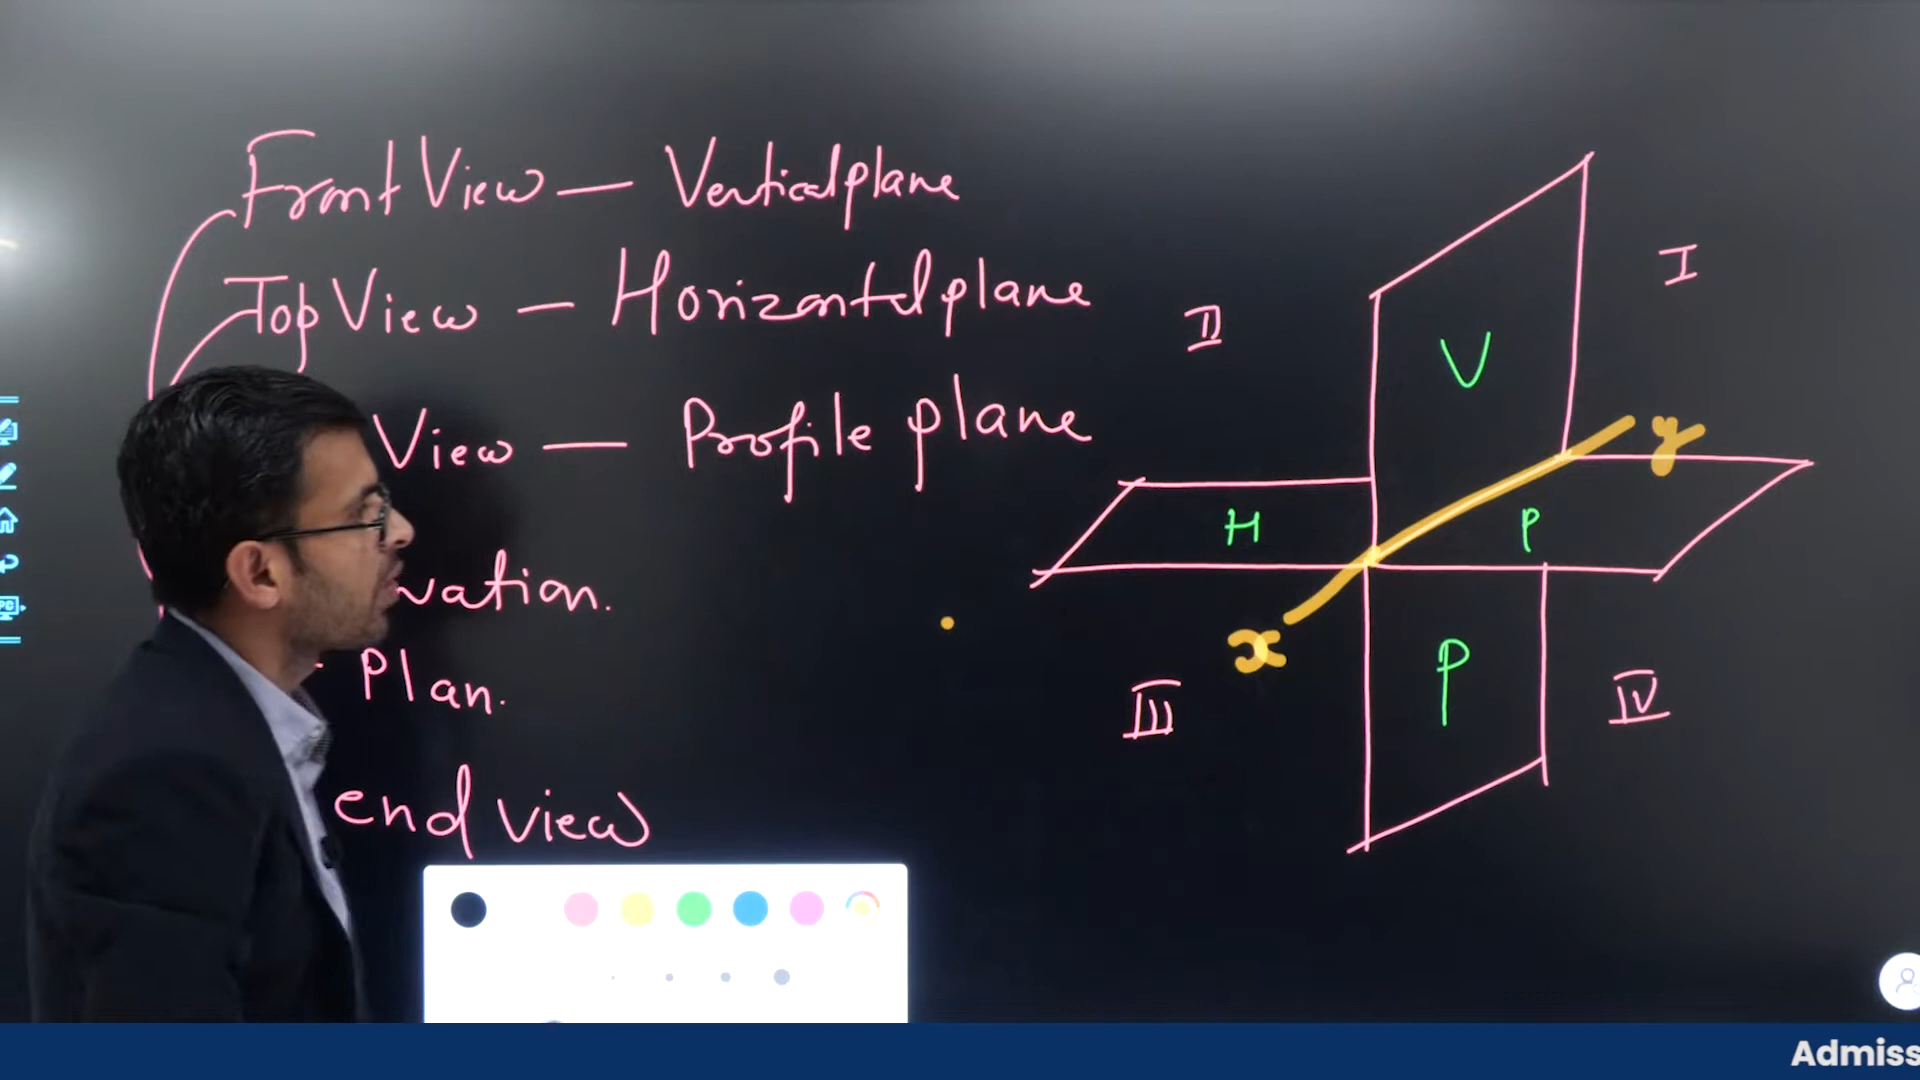 Front View — Vertical plane
Top View — Horizontal plane
View — Profile plane
vation.
Plan.
end view
I
II
V
y
H
P
x
P
III
IV
PC
Admiss